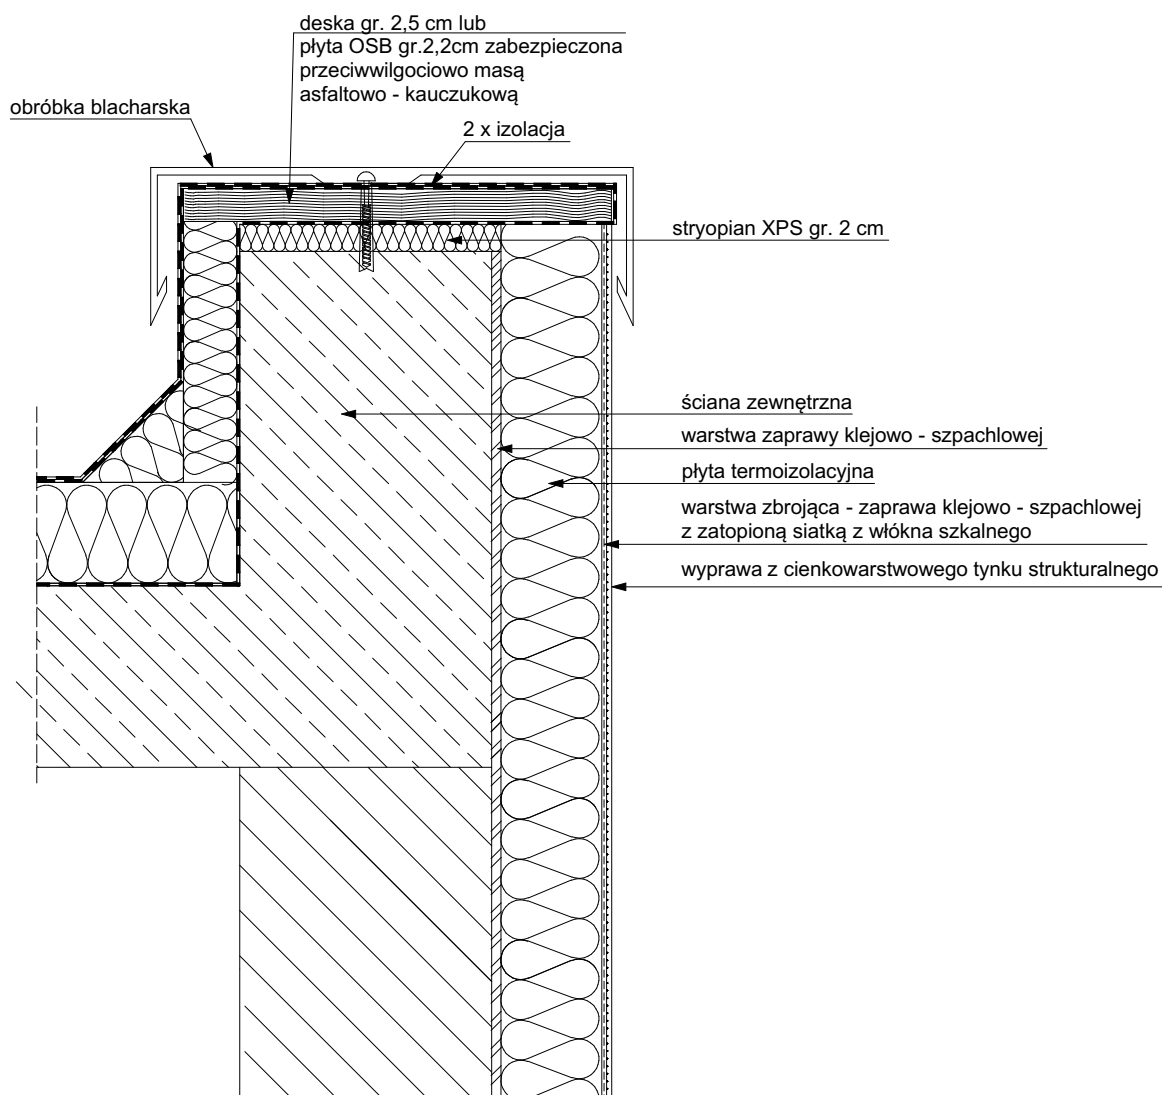 deska gr. 2,5 cm lub
płyta OSB gr.2,2cm zabezpieczona
przeciwwilgociowo masą
asfaltowo - kauczukową
obróbka blacharska
2 x izolacja
stryopian XPS gr. 2 cm
ściana zewnętrzna
warstwa zaprawy klejowo - szpachlowej
płyta termoizolacyjna
warstwa zbrojąca - zaprawa klejowo - szpachlowej
z zatopioną siatką z włókna szkalnego
wyprawa z cienkowarstwowego tynku strukturalnego